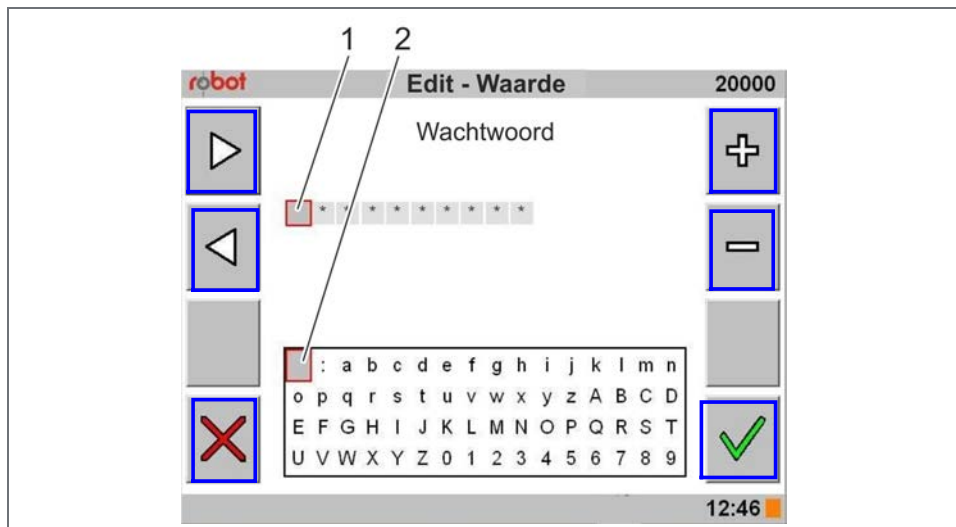 1 2
robot Edit - Waarde 20000
Wachtwoord
* * * * * * * * *
: a b c d e f g h i j k l m n
o p q r s t u v w x y z A B C D
E F G H I J K L M N O P Q R S T
U V W X Y Z 0 1 2 3 4 5 6 7 8 9
12:46